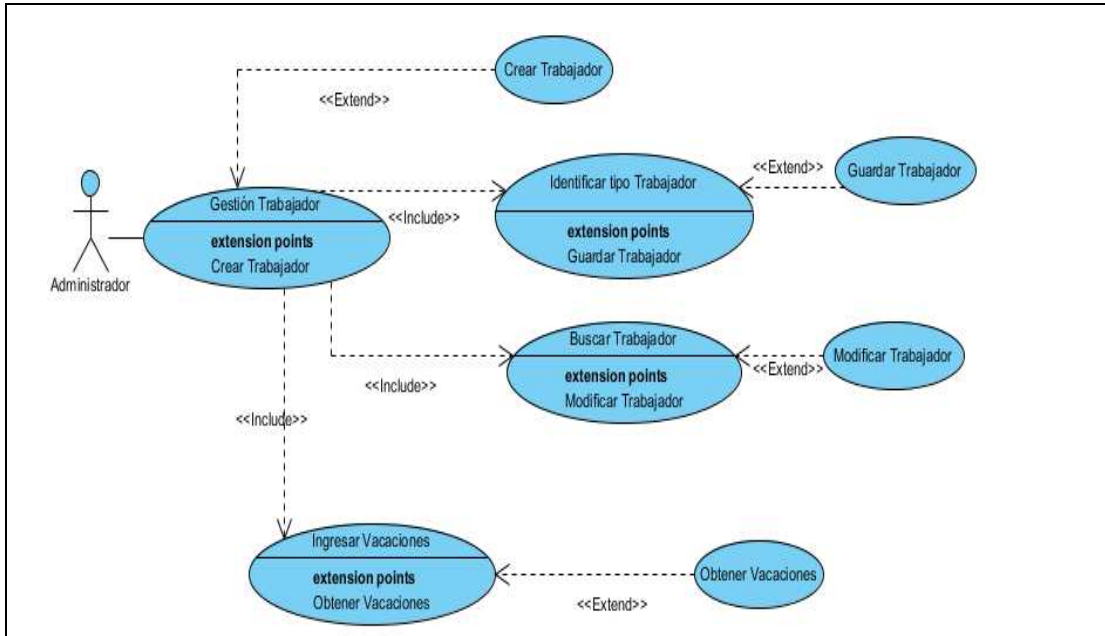 Crear Trabajador
<<Extend>>
Identificar tipo Trabajador
extension points
Guardar Trabajador
<<Extend>>
Guardar Trabajador
Gestión Trabajador
extension points
Crear Trabajador
<<Include>>
Administrador
Buscar Trabajador
extension points
Modificar Trabajador
<<Extend>>
Modificar Trabajador
<<Include>>
<<Include>>
Ingresar Vacaciones
extension points
Obtener Vacaciones
<<Extend>>
Obtener Vacaciones